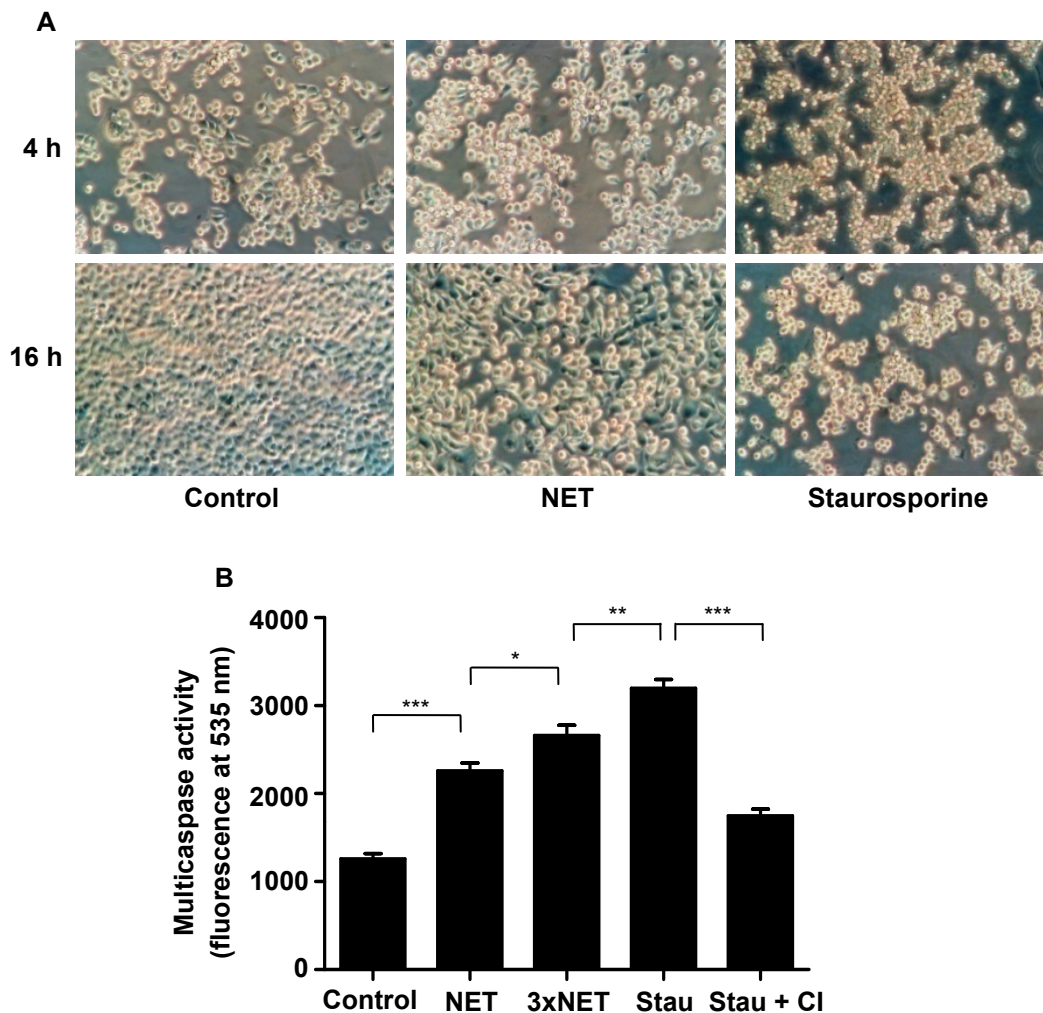 A
4 h
16 h
Control NET Staurosporine
B
Multicaspase activity
(fluorescence at 535 nm)
4000
3000
2000
1000
0
***
*
**
***
Control NET 3xNET Stau Stau + CI